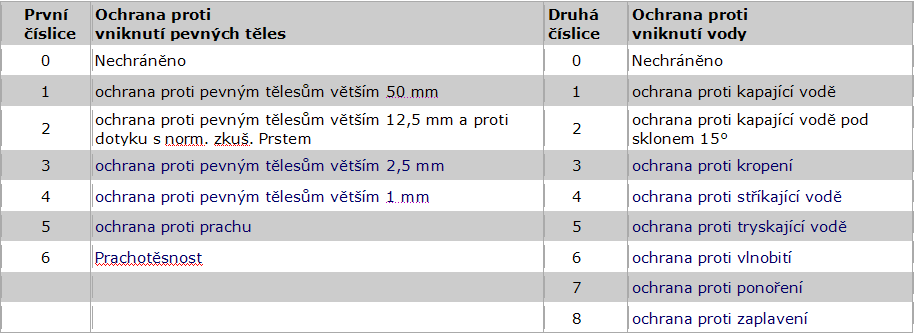 První číslice Ochrana proti vniknutí pevných těles Druhá číslice Ochrana proti vniknutí vody
0 Nechráněno 0 Nechráněno
1 ochrana proti pevným tělesům větším 50 mm 1 ochrana proti kapající vodě
2 ochrana proti pevným tělesům větším 12,5 mm a proti dotyku s norm. zkuš. Prstem 2 ochrana proti kapající vodě pod sklonem 15º
3 ochrana proti pevným tělesům větším 2,5 mm 3 ochrana proti kropení
4 ochrana proti pevným tělesům větším 1 mm 4 ochrana proti stříkající vodě
5 ochrana proti prachu 5 ochrana proti tryskající vodě
6 Prachotěsnost 6 ochrana proti vlnobití
7 ochrana proti ponoření
8 ochrana proti zaplavení